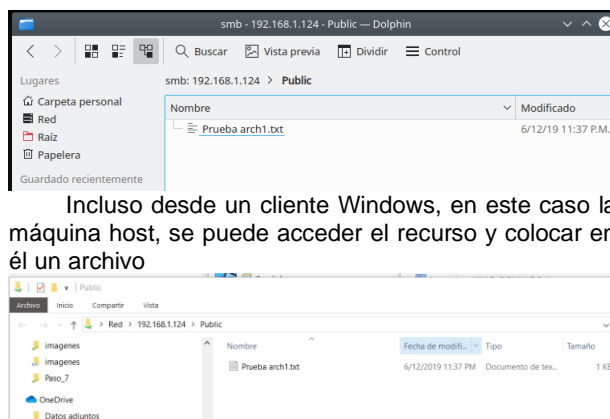 smb - 192.168.1.124 - Public — Dolphin
Buscar Vista previa Dividir Control
Lugares
smb: 192.168.1.124 > Public
Carpeta personal
Nombre Modificado
Red
Prueba arch1.txt 6/12/19 11:37 P.M.
Raíz
Papelera
Guardado recientemente
Incluso desde un cliente Windows, en este caso la
máquina host, se puede acceder el recurso y colocar en
él un archivo
Public
Archivo Inicio Compartir Vista
> Red > 192.168.1.124 > Public
imagenes
Nombre Fecha de modifi... Tipo Tamaño
imagenes
Prueba arch1.txt 6/12/2019 11:37 PM Documento de tex... 1 KB
Paso_7
OneDrive
Datos adjuntos